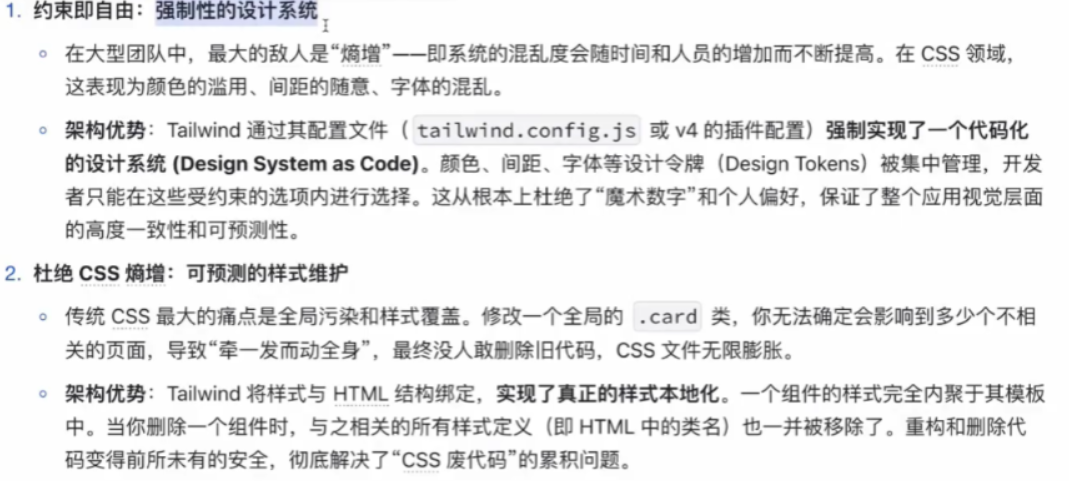 1. 约束即自由：强制性的设计系统
在大型团队中，最大的敌人是“熵增”——即系统的混乱度会随时间和人员的增加而不断提高。在 CSS 领域，
这表现为颜色的滥用、间距的随意、字体的混乱。
架构优势：Tailwind 通过其配置文件（ tailwind.config.js 或 v4 的插件配置）强制实现了一个代码化
的设计系统 (Design System as Code)。颜色、间距、字体等设计令牌（Design Tokens）被集中管理，开发
者只能在这些受约束的选项内进行选择。这从根本上杜绝了“魔术数字”和个人偏好，保证了整个应用视觉层面
的高度一致性和可预测性。
2. 杜绝 CSS 熵增：可预测的样式维护
传统 CSS 最大的痛点是全局污染和样式覆盖。修改一个全局的 .card 类，你无法确定会影响到多少个不相
关的页面，导致“牵一发而动全身”，最终没人敢删除旧代码，CSS 文件无限膨胀。
架构优势：Tailwind 将样式与 HTML 结构绑定，实现了真正的样式本地化。一个组件的样式完全内聚于其模板
中。当你删除一个组件时，与之相关的所有样式定义（即 HTML 中的类名）也一并被移除了。重构和删除代
码变得前所未有的安全，彻底解决了“CSS 废代码”的累积问题。